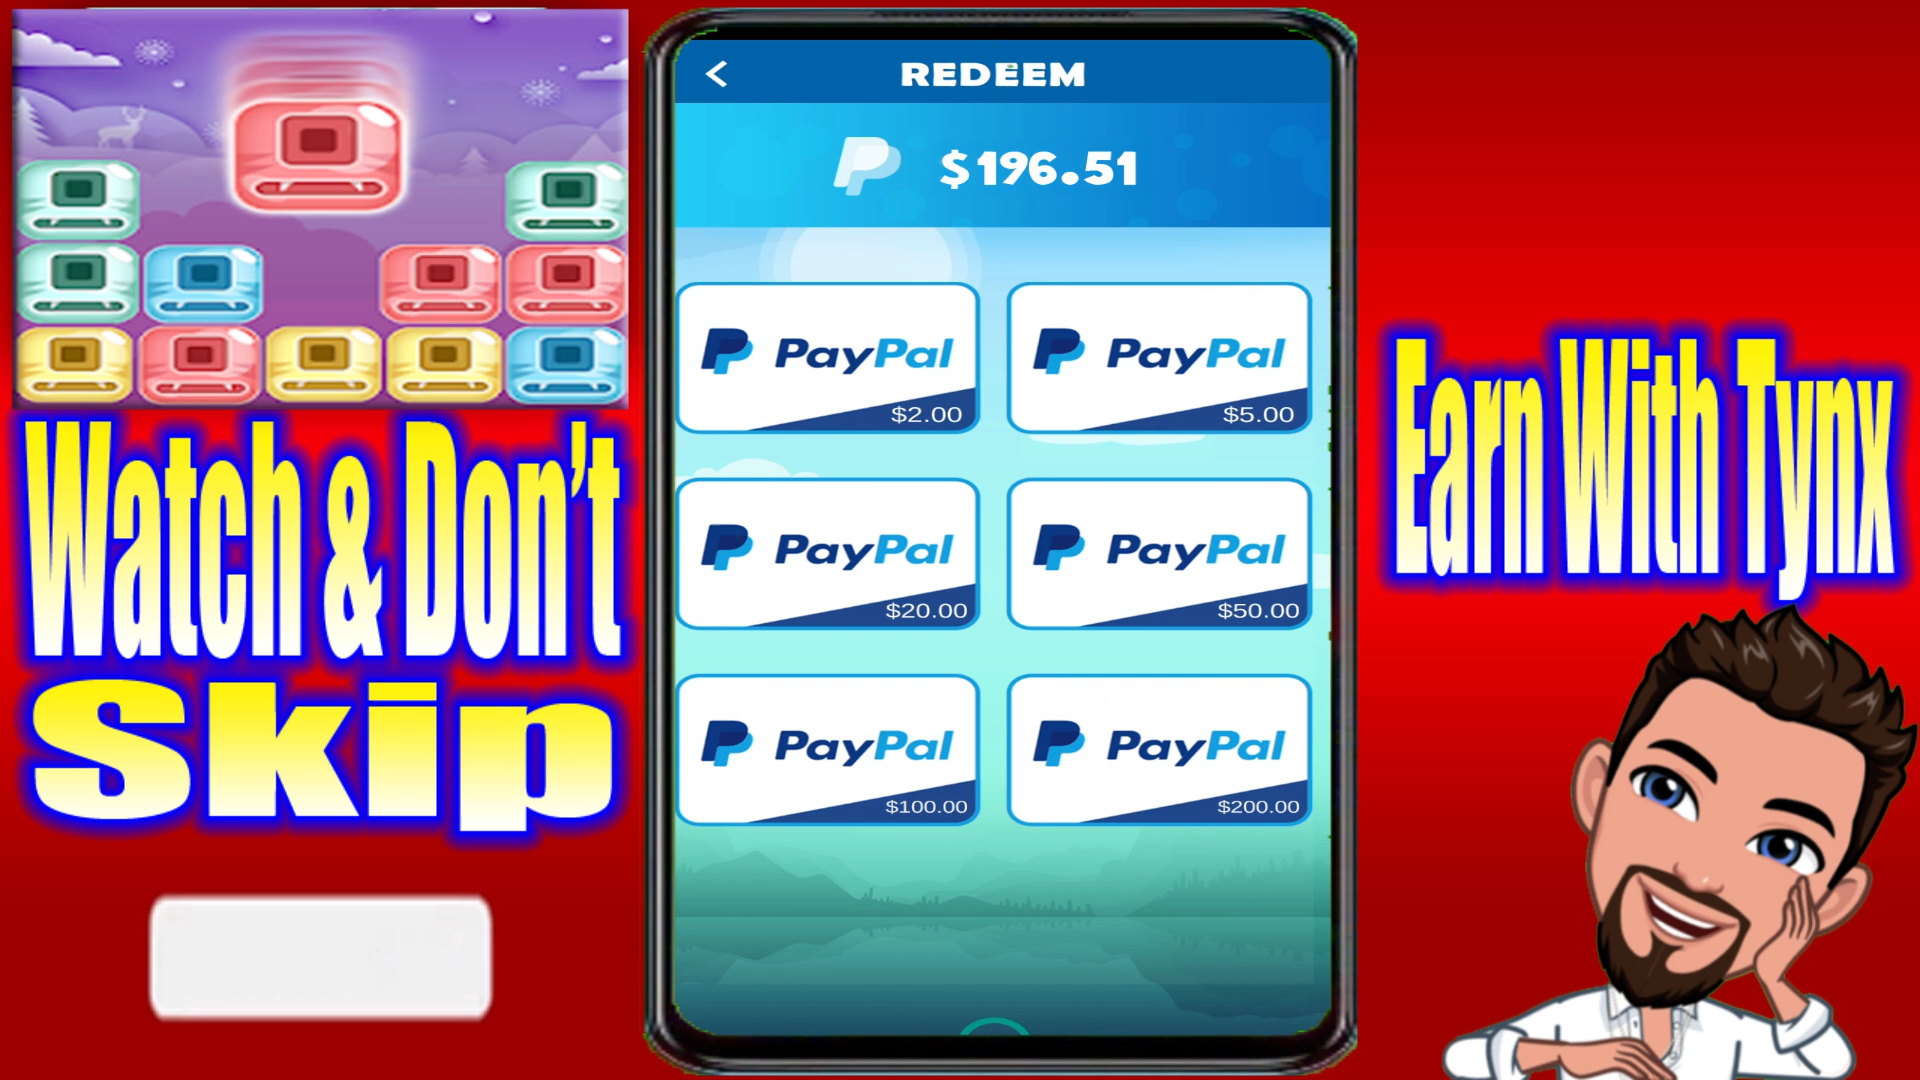 REDEEM
$196.51
PayPal
$2.00
PayPal
$5.00
PayPal
$20.00
PayPal
$50.00
PayPal
$100.00
PayPal
$200.00
Watch & Don't
Skip
Earn With Tynx